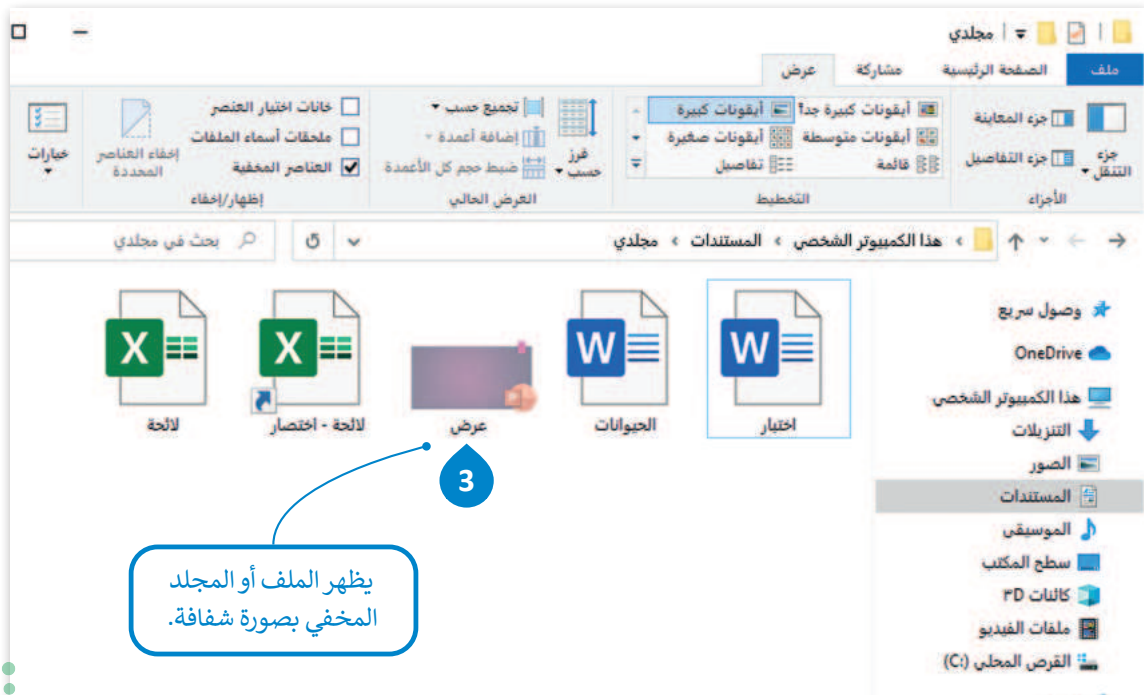 مجلدي
ملف الصفحة الرئيسية مشاركة عرض
جزء التنقل
جزء المعاينة
جزء التفاصيل
الأجزاء
أيقونات كبيرة جدا أيقونات كبيرة
أيقونات متوسطة أيقونات صغيرة
قائمة تفاصيل
التخطيط
فرز حسب
تجميع حسب
إضافة أعمدة
ضبط حجم كل الأعمدة
العرض الحالي
خانات اختيار العنصر
ملحقات أسماء الملفات
العناصر المخفية
إخفاء العناصر المحددة
إظهار/إخفاء
خيارات
هذا الكمبيوتر الشخصي › المستندات › مجلدي
بحث في مجلدي
وصول سريع
OneDrive
هذا الكمبيوتر الشخصي
التنزيلات
الصور
المستندات
الموسيقى
سطح المكتب
كائنات ٣D
ملفات الفيديو
القرص المحلي (C:)
اختبار
الحيوانات
عرض
لائحة - اختصار
لائحة
3
يظهر الملف أو المجلد
المخفي بصورة شفافة.